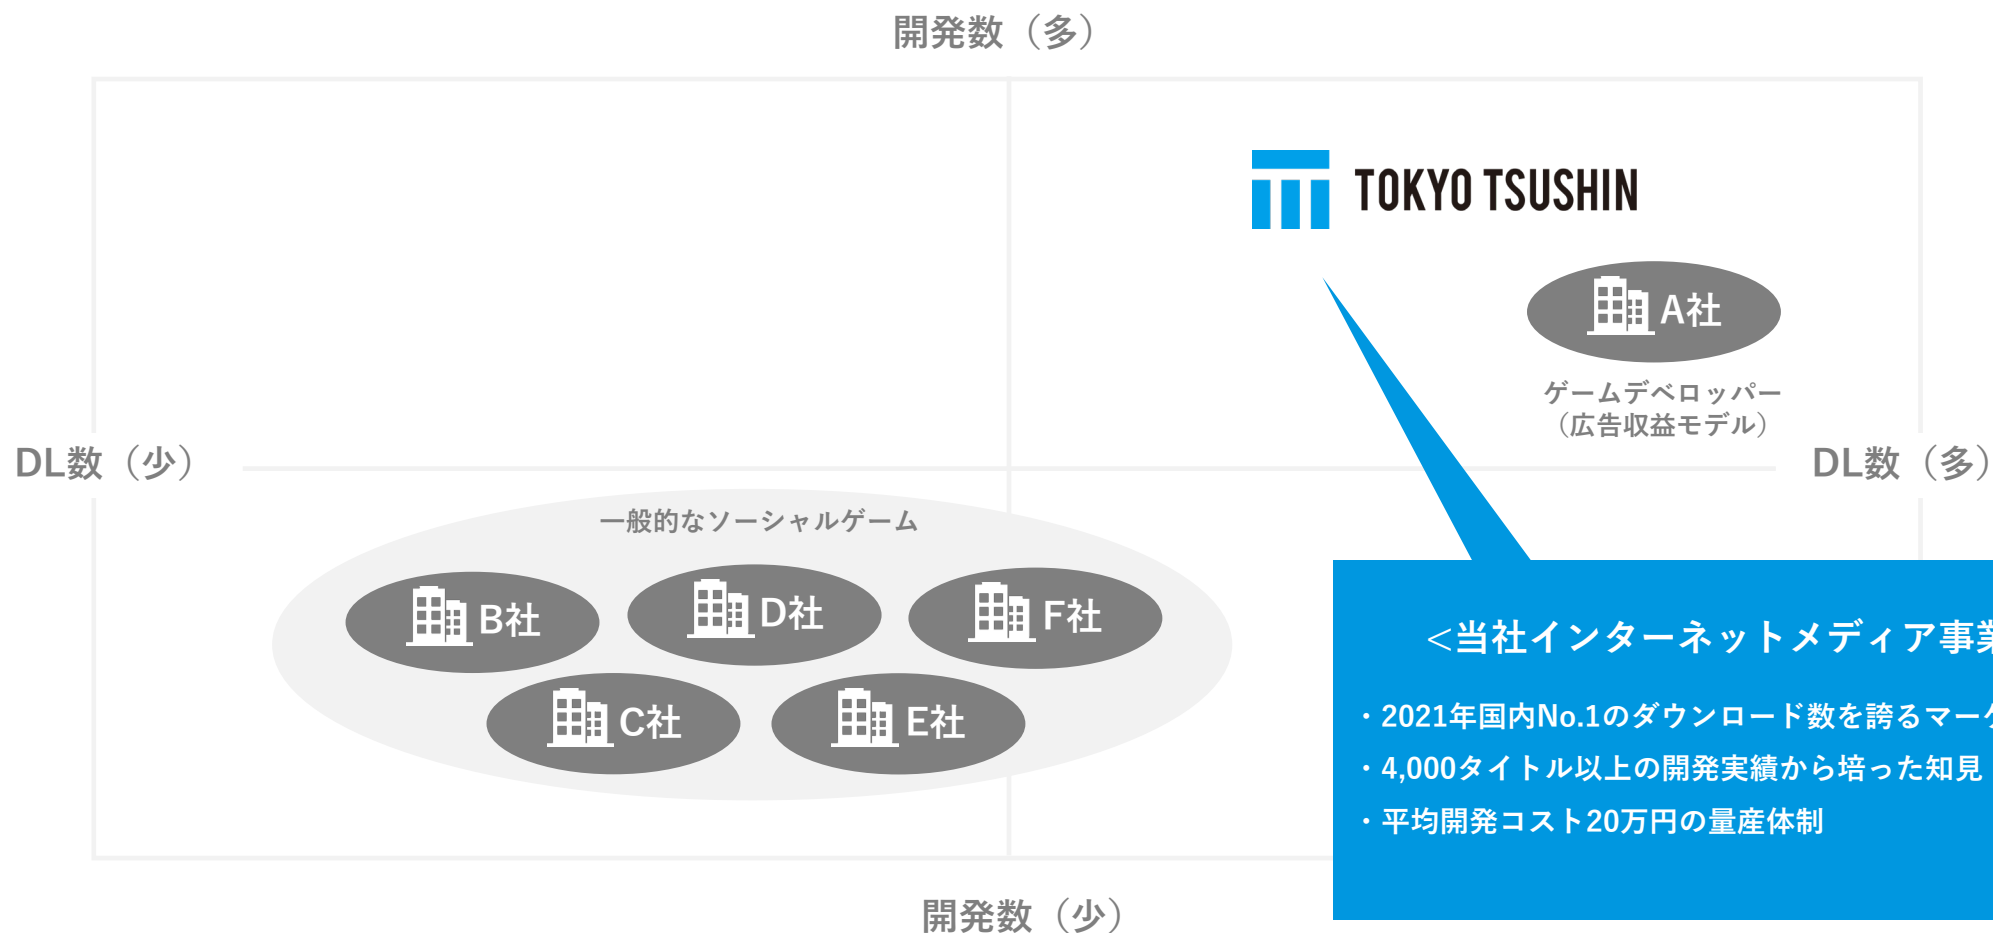 開発数（多）
TOKYO TSUSHIN
A社
ゲームデベロッパー
（広告収益モデル）
DL数（少）
DL数（多）
一般的なソーシャルゲーム
B社
D社
F社
C社
E社
<当社インターネットメディア事業
・2021年国内No.1のダウンロード数を誇るマーケ
・4,000タイトル以上の開発実績から培った知見
・平均開発コスト20万円の量産体制
開発数（少）